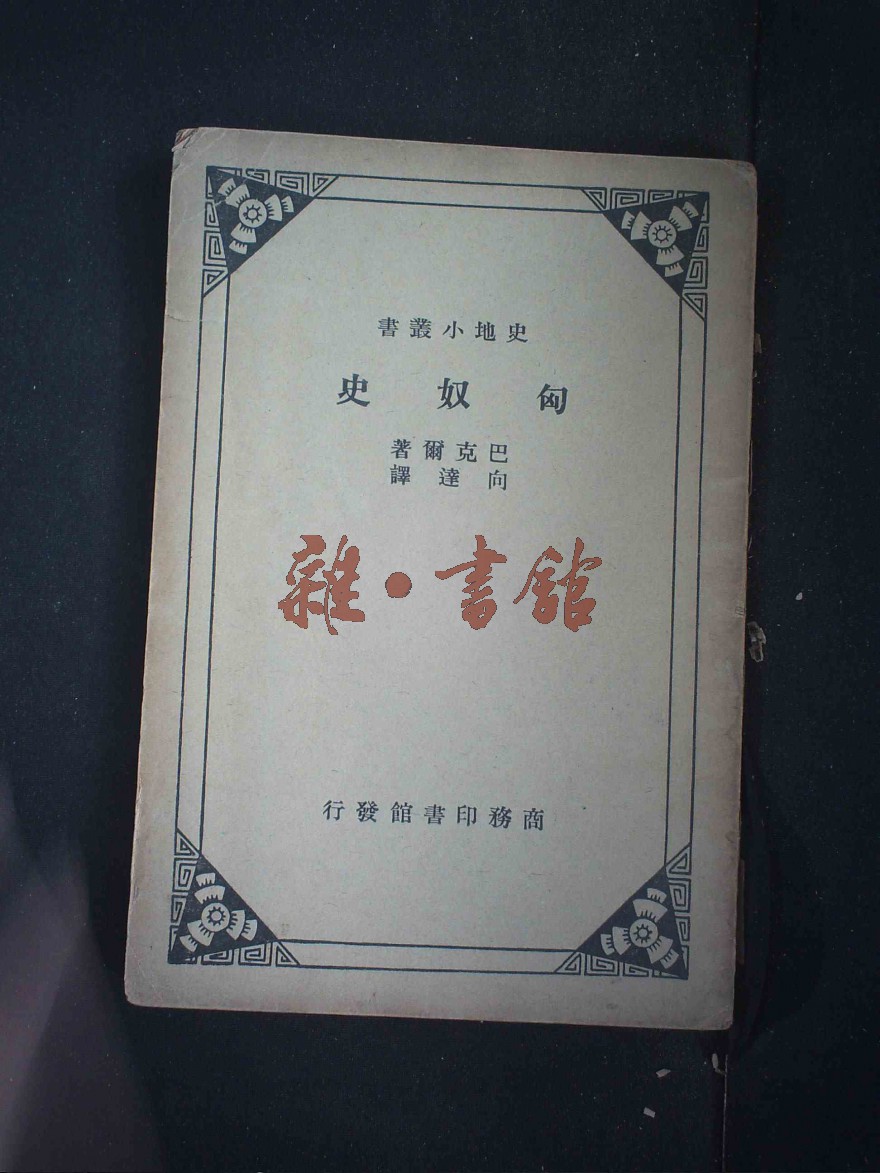 史地小叢書
匈奴史
巴克爾著
向達譯
雜·書館
商務印書館發行